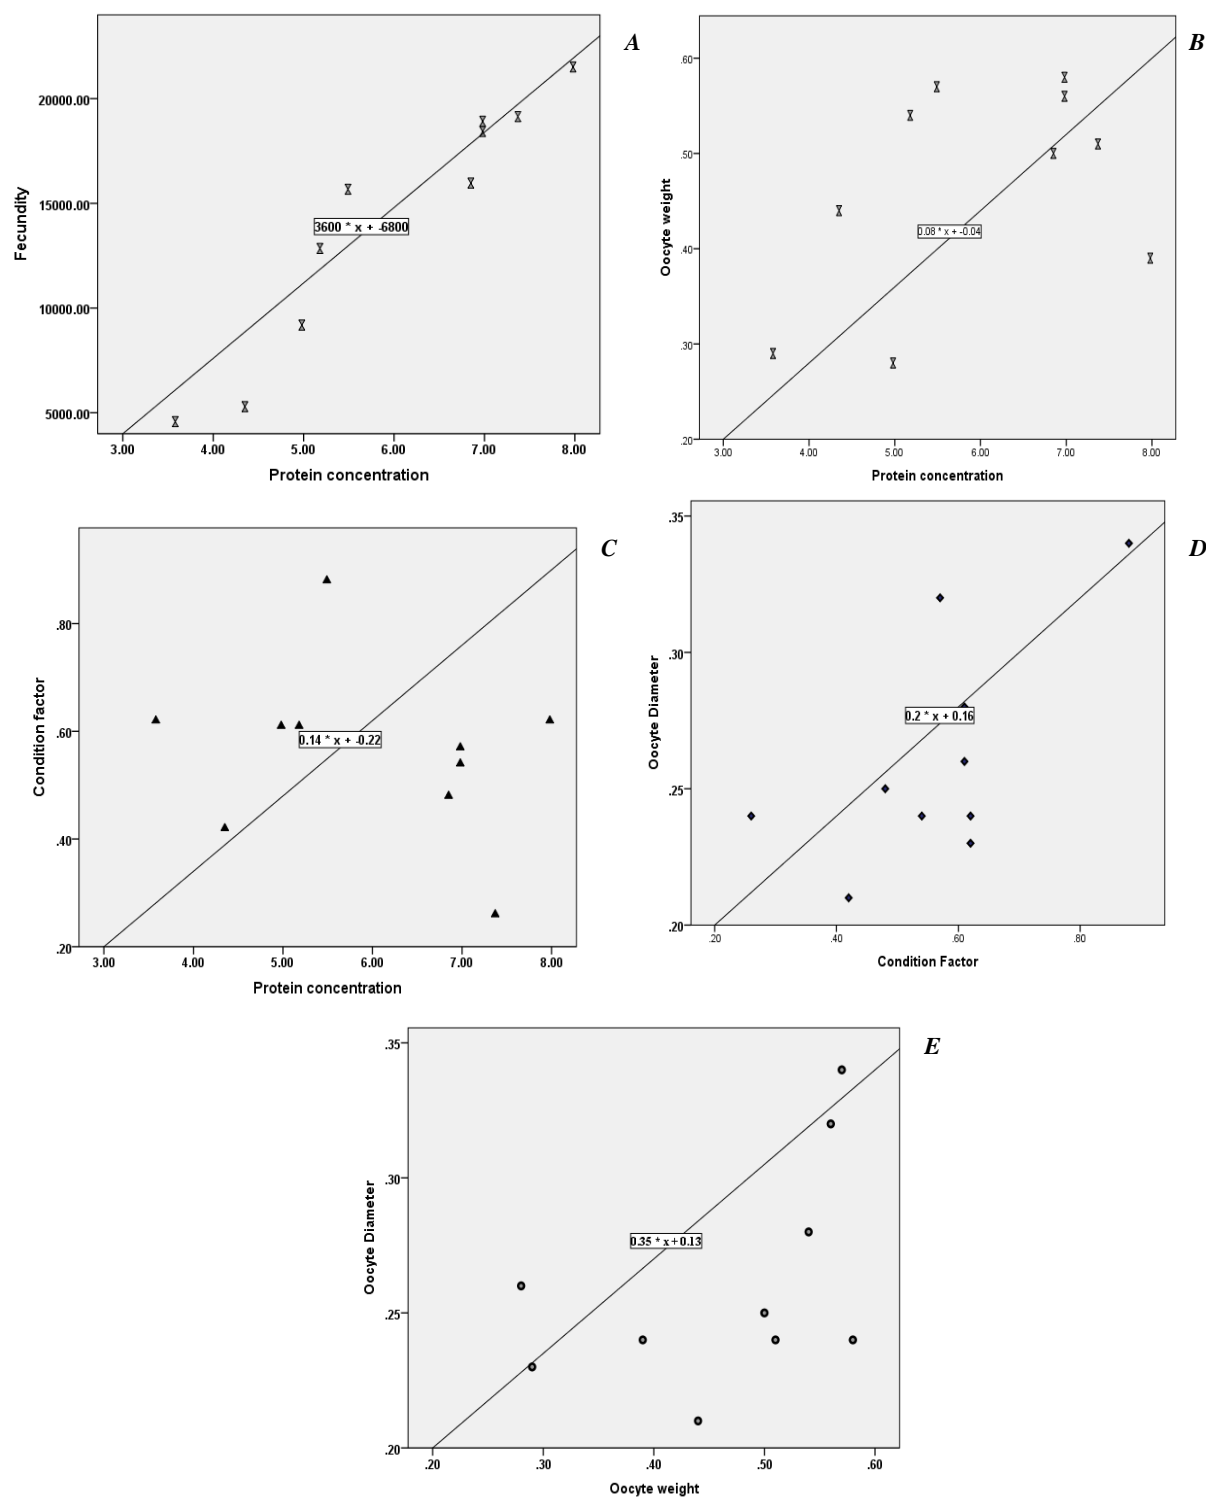 A
Fecundity
20000.00
15000.00
10000.00
5000.00
3600 * x + -6800
3.00 4.00 5.00 6.00 7.00 8.00
Protein concentration
B
Oocyte weight
.60
.50
.40
.30
.20
0.08 * x + -0.04
3.00 4.00 5.00 6.00 7.00 8.00
Protein concentration
C
Condition factor
.80
.60
.40
.20
0.14 * x + -0.22
3.00 4.00 5.00 6.00 7.00 8.00
Protein concentration
D
Oocyte Diameter
.35
.30
.25
.20
0.2 * x + 0.16
.20 .40 .60 .80
Condition Factor
E
Oocyte Diameter
.35
.30
.25
.20
0.35 * x + 0.13
.20 .30 .40 .50 .60
Oocyte weight